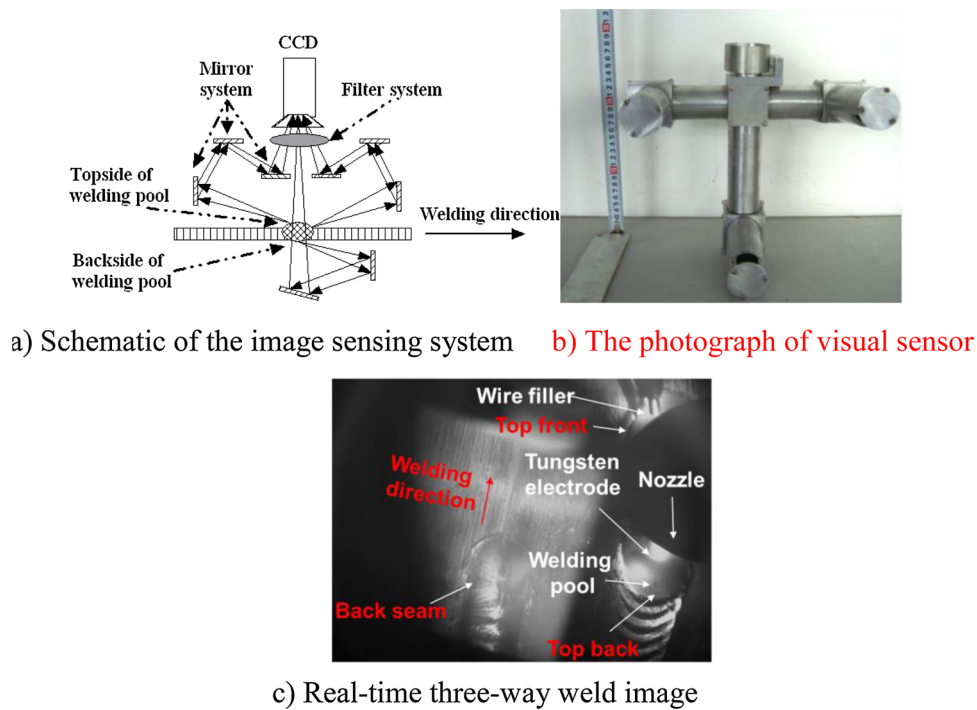 CCD
Mirror
system
Filter system
Topside of
welding pool
Welding direction
Backside of
welding pool
a) Schematic of the image sensing system
b) The photograph of visual sensor
Wire filler
Top front
Tungsten
electrode
Nozzle
Welding
direction
Welding
pool
Back seam
Top back
c) Real-time three-way weld image